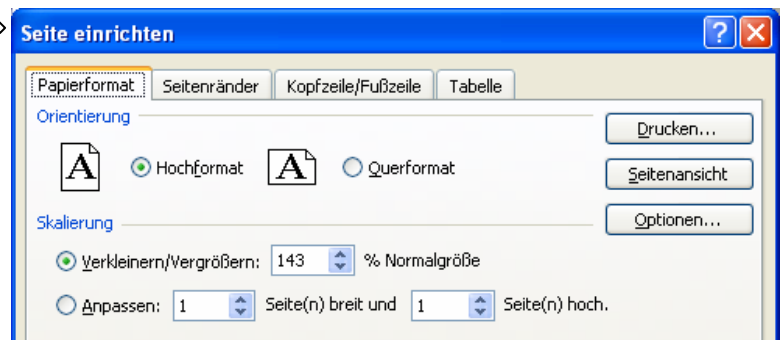 Seite einrichten
Papierformat Seitenränder Kopfzeile/Fußzeile Tabelle
Orientierung
Drucken...
A Hochformat A Querformat
Seitenansicht
Skalierung
Optionen...
Verkleinern/Vergrößern: 143 % Normalgröße
Anpassen: 1 Seite(n) breit und 1 Seite(n) hoch.